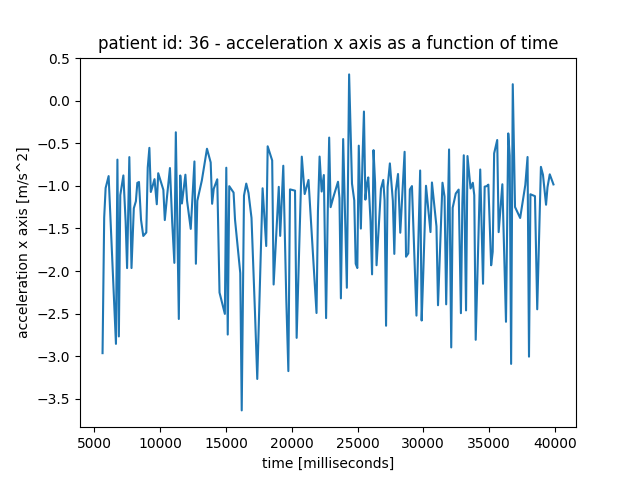 patient id: 36 - acceleration x axis as a function of time
acceleration x axis [m/s^2]
0.5
0.0
−0.5
−1.0
−1.5
−2.0
−2.5
−3.0
−3.5
5000 10000 15000 20000 25000 30000 35000 40000
time [milliseconds]